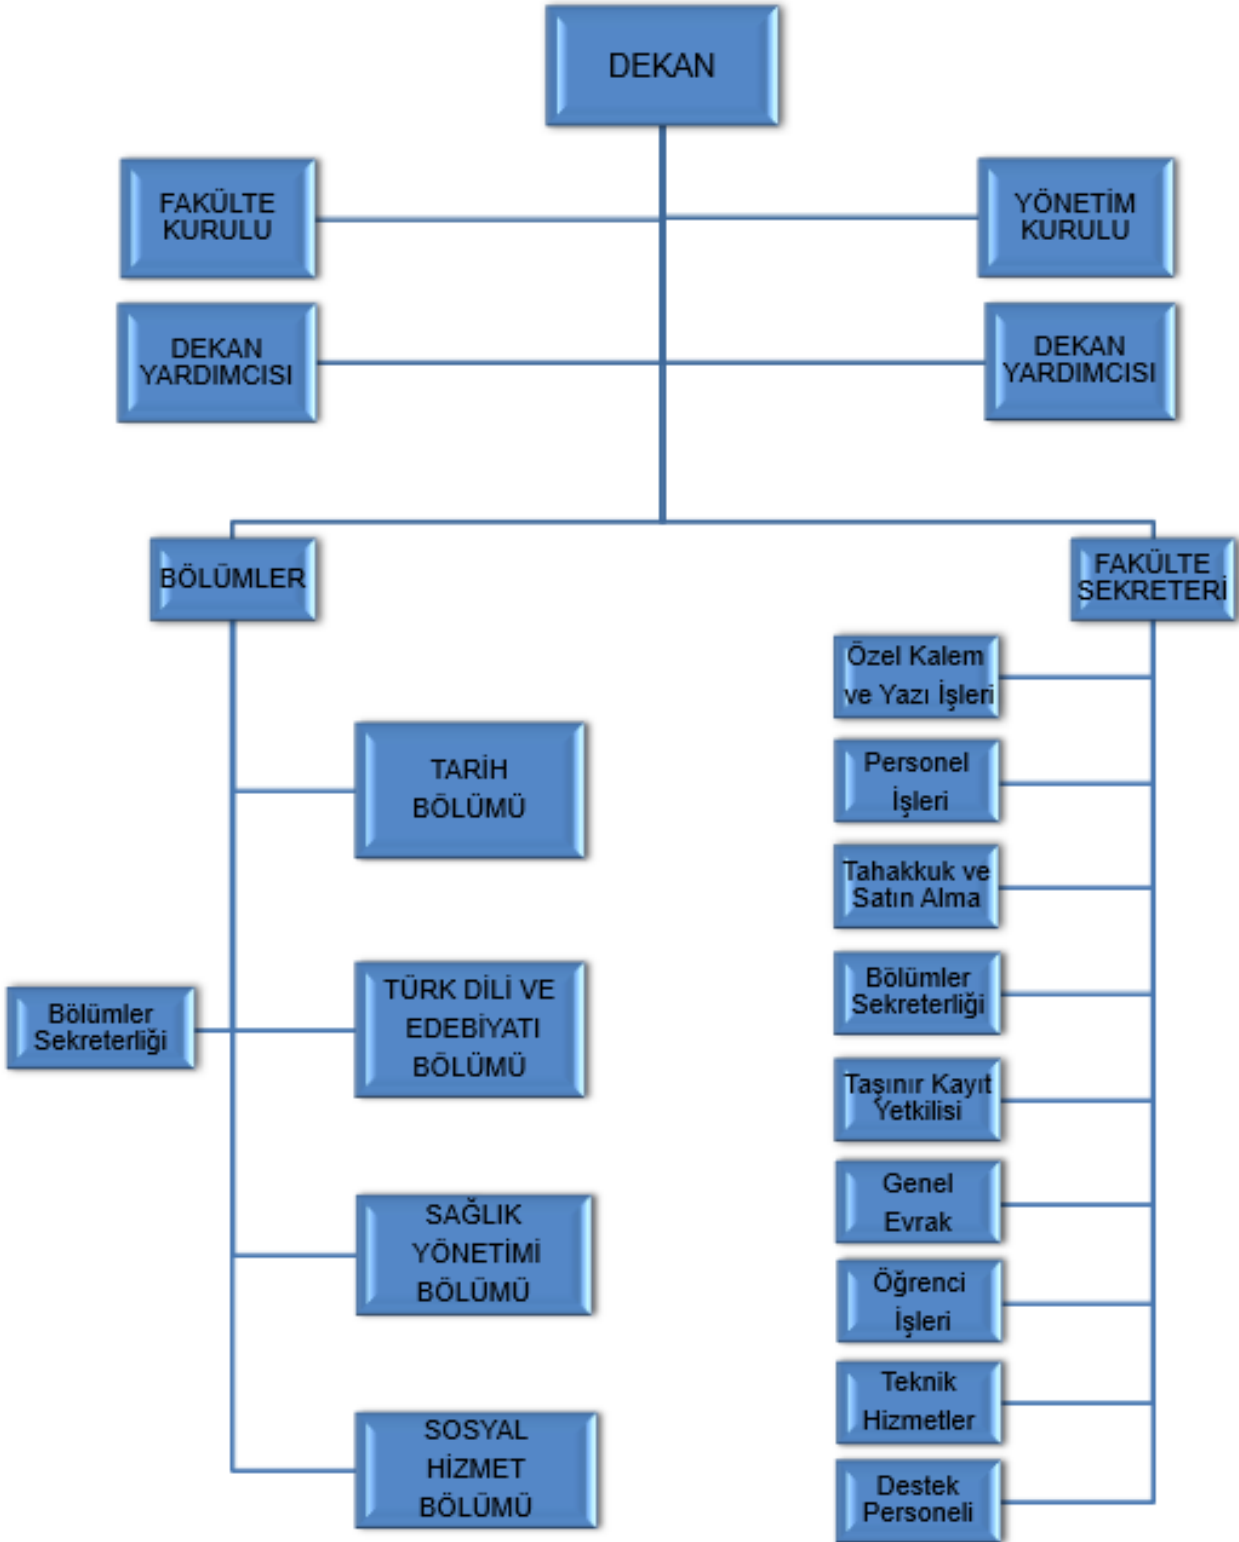 DEKAN
FAKÜLTE
KURULU
YÖNETİM
KURULU
DEKAN
YARDIMCISI
DEKAN
YARDIMCISI
BÖLÜMLER
FAKÜLTE
SEKRETERİ
TARİH
BÖLÜMÜ
TÜRK DİLİ VE
EDEBİYATI
BÖLÜMÜ
SAĞLIK
YÖNETİMİ
BÖLÜMÜ
SOSYAL
HİZMET
BÖLÜMÜ
Bölümler
Sekreterliği
Özel Kalem
ve Yazı İşleri
Personel
İşleri
Tahakkuk ve
Satın Alma
Bölümler
Sekreterliği
Taşınır Kayıt
Yetkilisi
Genel
Evrak
Öğrenci
İşleri
Teknik
Hizmetler
Destek
Personeli